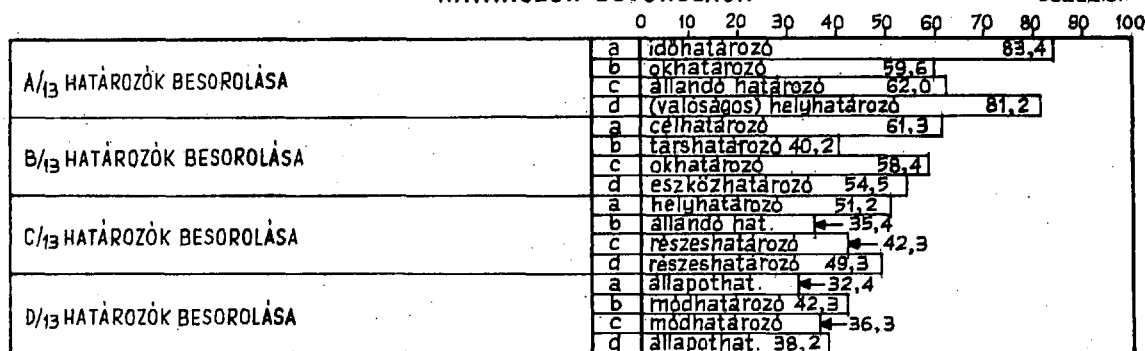 0 10 20 30 40 50 60 70 80 90 100
A/13 HATÁROZÓK BESOROLÁSA
a időhatározó 83,4
b okhatározó 59,6
c állandó határozó 62,0
d (valóságos) helyhatározó 81,2
B/13 HATÁROZÓK BESOROLÁSA
a célhatározó 61,3
b társhatározó 40,2
c okhatározó 58,4
d eszközhatározó 54,5
C/13 HATÁROZÓK BESOROLÁSA
a helyhatározó 51,2
b állandó hat. 35,4
c részeshatározó 42,3
d részeshatározó 49,3
D/13 HATÁROZÓK BESOROLÁSA
a állapothat. 32,4
b módhatározó 42,3
c módhatározó 36,3
d állapothat. 38,2